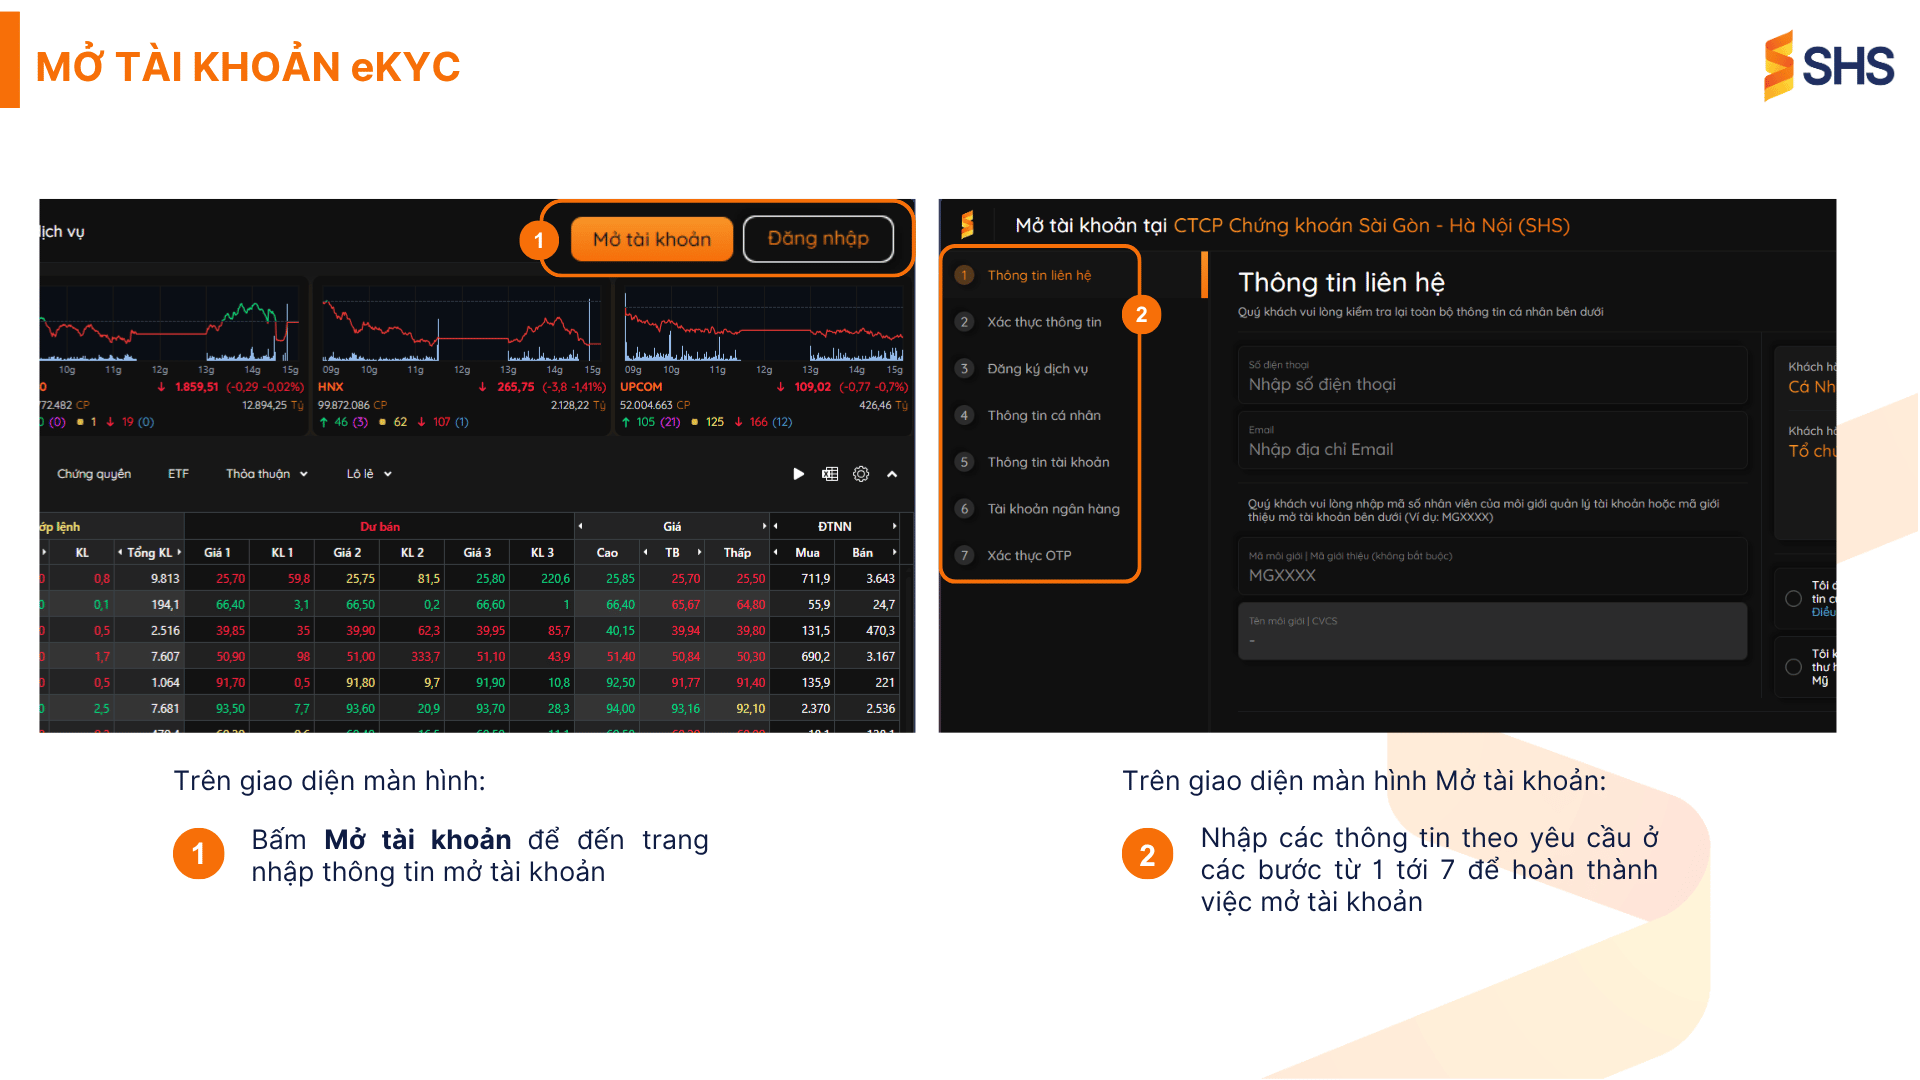 MỞ TÀI KHOẢN eKYC
SHS
dịch vụ
1
Mở tài khoản
Đăng nhập
10g 11g 12g 13g 14g 15g
09g 10g 11g 12g 13g 14g 15g
09g 10g 11g 12g 13g 14g 15g
1.859,51 (-0,29 -0,02%)
HNX 265,75 (-3,8 -1,41%)
UPCOM 109,02 (-0,77 -0,7%)
72.482 CP 12.894,25 Tỷ
99.872.086 CP 2.128,22 Tỷ
52.004.663 CP 426,46 Tỷ
(0) 1 19 (0)
46 (3) 62 107 (1)
105 (21) 125 166 (12)
Chứng quyền ETF Thỏa thuận Lô lẻ
ớp lệnh Dư bán Giá ĐTNN
KL Tổng KL Giá 1 KL 1 Giá 2 KL 2 Giá 3 KL 3 Cao TB Thấp Mua Bán
0,8 9.813 25,70 59,8 25,75 81,5 25,80 220,6 25,85 25,70 25,50 711,9 3.643
0,1 194,1 66,40 3,1 66,50 0,2 66,60 1 66,40 65,67 64,80 55,9 24,7
0,5 2.516 39,85 35 39,90 62,3 39,95 85,7 40,15 39,94 39,80 131,5 470,3
1,7 7.607 50,90 98 51,00 333,7 51,10 43,9 51,40 50,84 50,30 690,2 3.167
0,5 1.064 91,70 0,5 91,80 9,7 91,90 10,8 92,50 91,77 91,40 135,9 221
2,5 7.681 93,50 7,7 93,60 20,9 93,70 28,3 94,00 93,16 92,10 2.370 2.536
Mở tài khoản tại CTCP Chứng khoán Sài Gòn - Hà Nội (SHS)
1 Thông tin liên hệ
2 Xác thực thông tin
3 Đăng ký dịch vụ
4 Thông tin cá nhân
5 Thông tin tài khoản
6 Tài khoản ngân hàng
7 Xác thực OTP
2
Thông tin liên hệ
Quý khách vui lòng kiểm tra lại toàn bộ thông tin cá nhân bên dưới
Số điện thoại
Nhập số điện thoại
Email
Nhập địa chỉ Email
Quý khách vui lòng nhập mã số nhân viên của môi giới quản lý tài khoản hoặc mã giới
thiệu mở tài khoản bên dưới (Ví dụ: MGXXXX)
Mã môi giới | Mã giới thiệu (không bắt buộc)
MGXXXX
Tên môi giới | CVCS
-
Khách h
Cá Nh
Khách h
Tổ ch
Tôi
tin c
Điều
Tôi k
thư
Mỹ
Trên giao diện màn hình:
1
Bấm Mở tài khoản để đến trang
nhập thông tin mở tài khoản
Trên giao diện màn hình Mở tài khoản:
2
Nhập các thông tin theo yêu cầu ở
các bước từ 1 tới 7 để hoàn thành
việc mở tài khoản